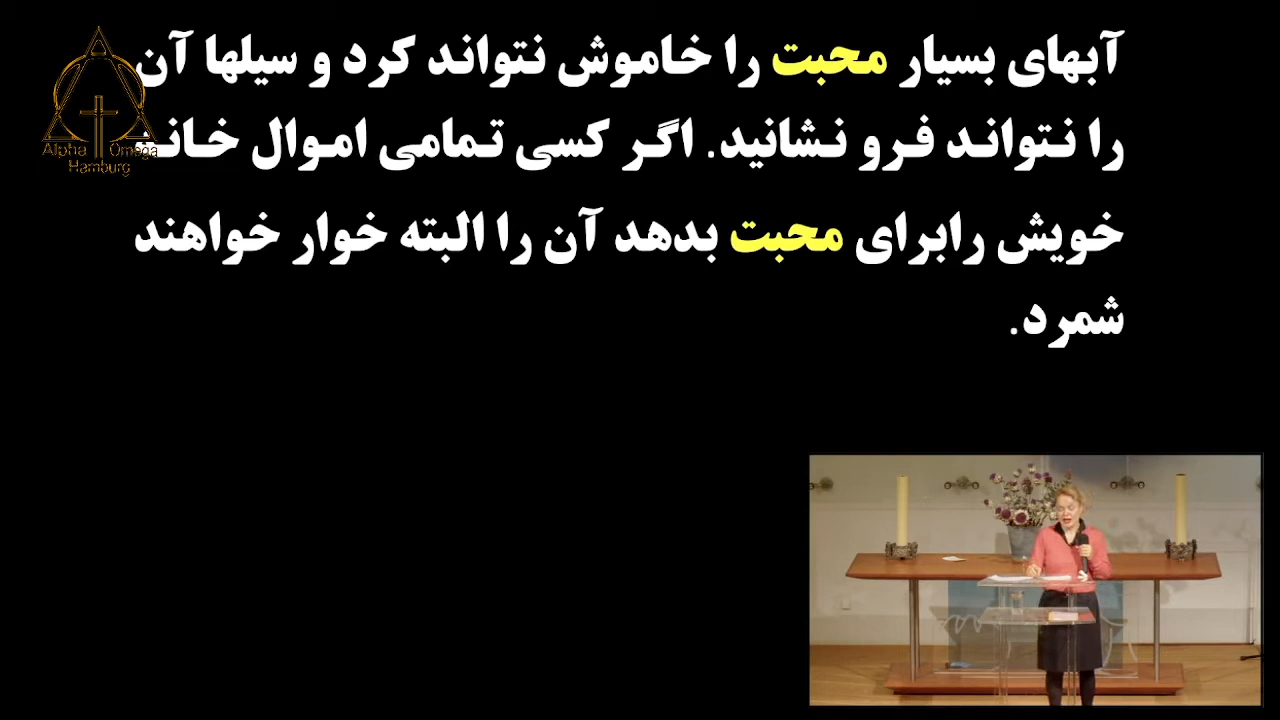 آبهای بسیار محبت را خاموش نتواند کرد و سیلها آن
را نتواند فرو نشانید. اگر کسی تمامی اموال خانه
خویش رابرای محبت بدهد آن را البته خوار خواهند
شمرد.
Alpha Omega
Hamburg